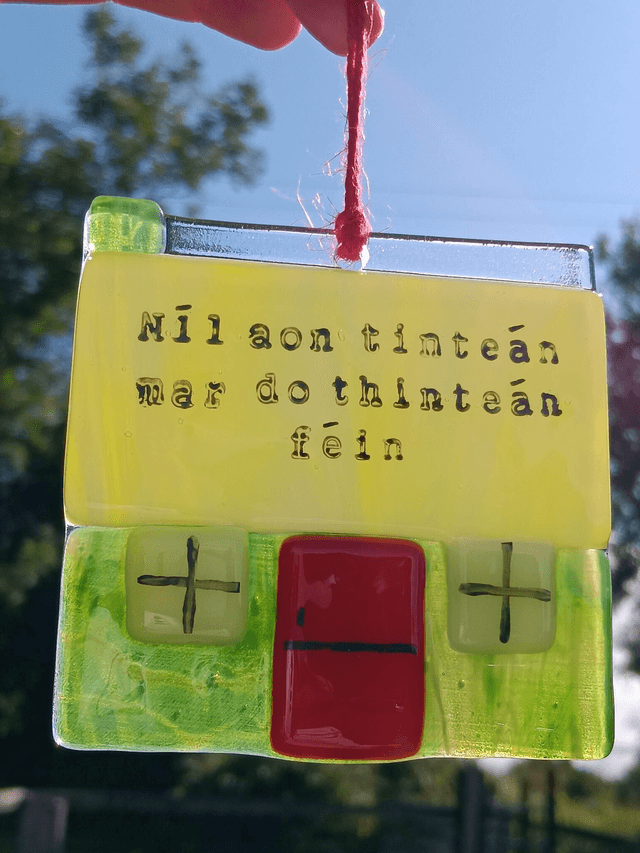 Níl aon tinteán
mar do thinteán
féin